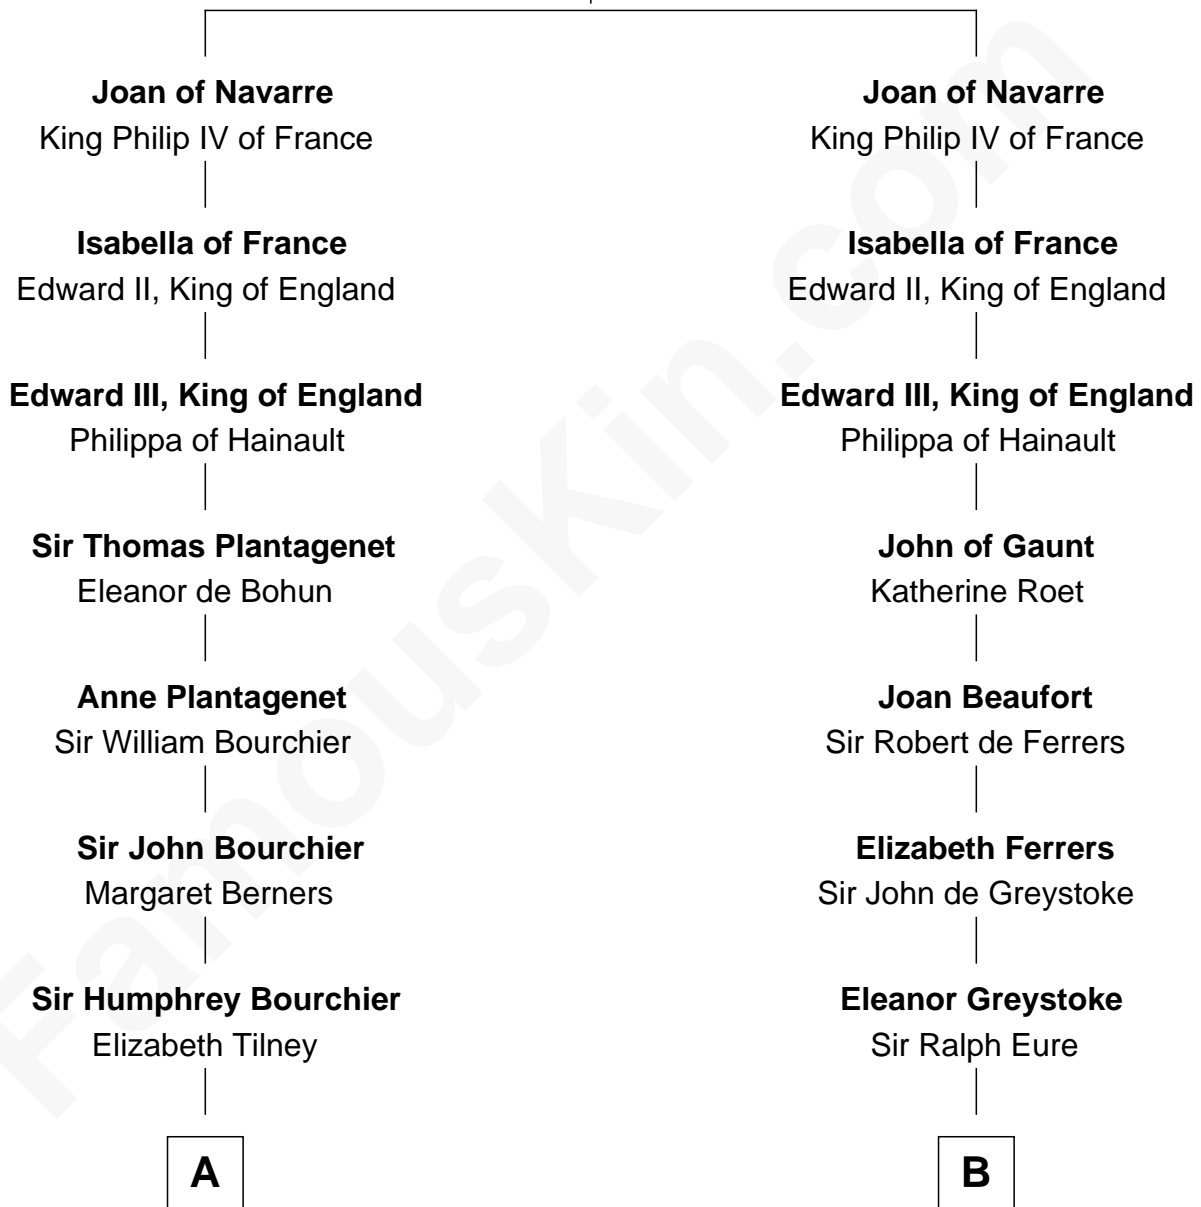 Joan of Navarre
King Philip IV of France
Isabella of France
Edward II, King of England
Edward III, King of England
Philippa of Hainault
Sir Thomas Plantagenet
Eleanor de Bohun
Anne Plantagenet
Sir William Bourchier
Sir John Bourchier
Margaret Berners
Sir Humphrey Bourchier
Elizabeth Tilney
A
Joan of Navarre
King Philip IV of France
Isabella of France
Edward II, King of England
Edward III, King of England
Philippa of Hainault
John of Gaunt
Katherine Roet
Joan Beaufort
Sir Robert de Ferrers
Elizabeth Ferrers
Sir John de Greystoke
Eleanor Greystoke
Sir Ralph Eure
B
FamousKin.com